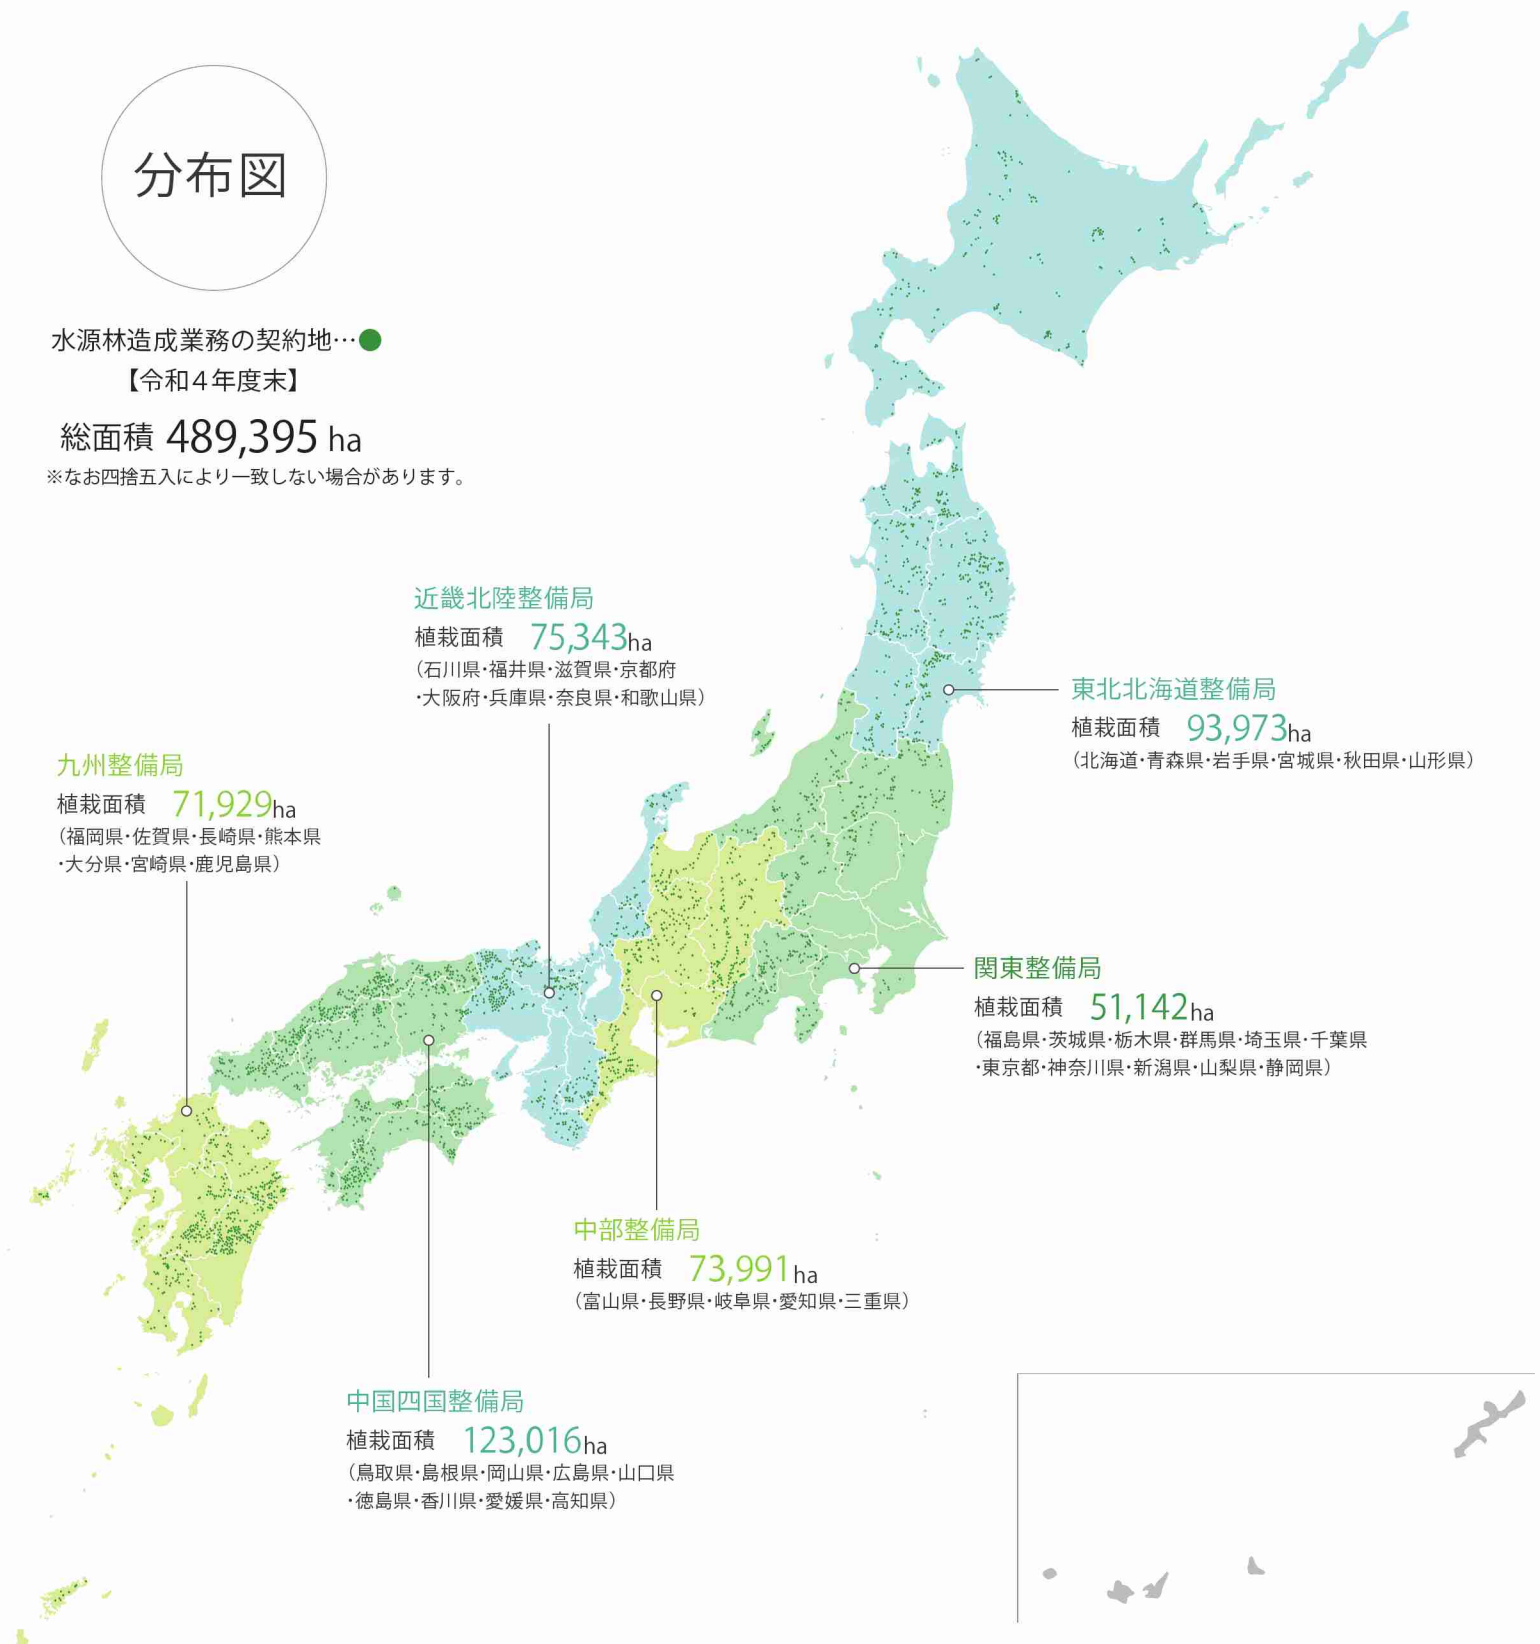 分布図
水源林造成業務の契約地…●
【令和4年度末】
総面積 489,395 ha
※なお四捨五入により一致しない場合があります。
近畿北陸整備局
植栽面積 75,343ha
（石川県・福井県・滋賀県・京都府
・大阪府・兵庫県・奈良県・和歌山県）
東北北海道整備局
植栽面積 93,973ha
（北海道・青森県・岩手県・宮城県・秋田県・山形県）
九州整備局
植栽面積 71,929ha
（福岡県・佐賀県・長崎県・熊本県
・大分県・宮崎県・鹿児島県）
関東整備局
植栽面積 51,142ha
（福島県・茨城県・栃木県・群馬県・埼玉県・千葉県
・東京都・神奈川県・新潟県・山梨県・静岡県）
中部整備局
植栽面積 73,991ha
（富山県・長野県・岐阜県・愛知県・三重県）
中国四国整備局
植栽面積 123,016ha
（鳥取県・島根県・岡山県・広島県・山口県
・徳島県・香川県・愛媛県・高知県）